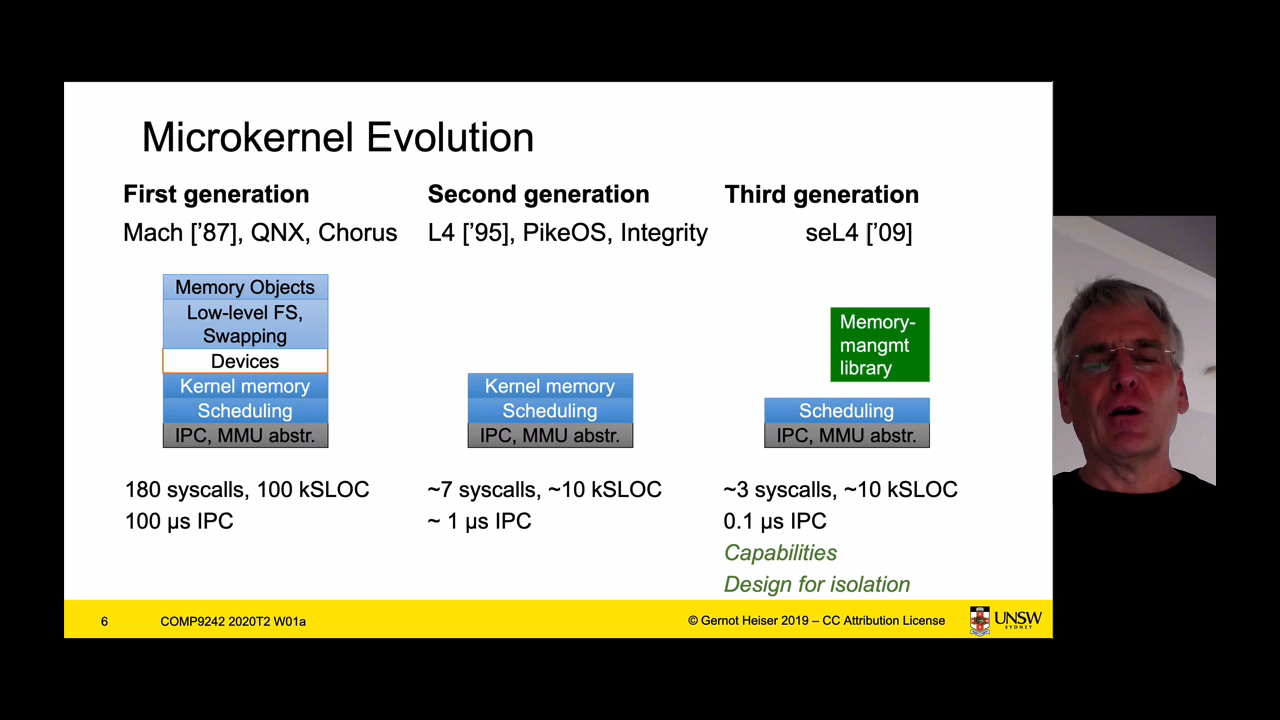 Microkernel Evolution
First generation
Mach [’87], QNX, Chorus
Memory Objects
Low-level FS,
Swapping
Devices
Kernel memory
Scheduling
IPC, MMU abstr.
180 syscalls, 100 kSLOC
100 µs IPC
Second generation
L4 [’95], PikeOS, Integrity
Kernel memory
Scheduling
IPC, MMU abstr.
~7 syscalls, ~10 kSLOC
~ 1 µs IPC
Third generation
seL4 [’09]
Memory-
mangmt
library
Scheduling
IPC, MMU abstr.
~3 syscalls, ~10 kSLOC
0.1 µs IPC
Capabilities
Design for isolation
6
COMP9242 2020T2 W01a
© Gernot Heiser 2019 – CC Attribution License
UNSW
SYDNEY